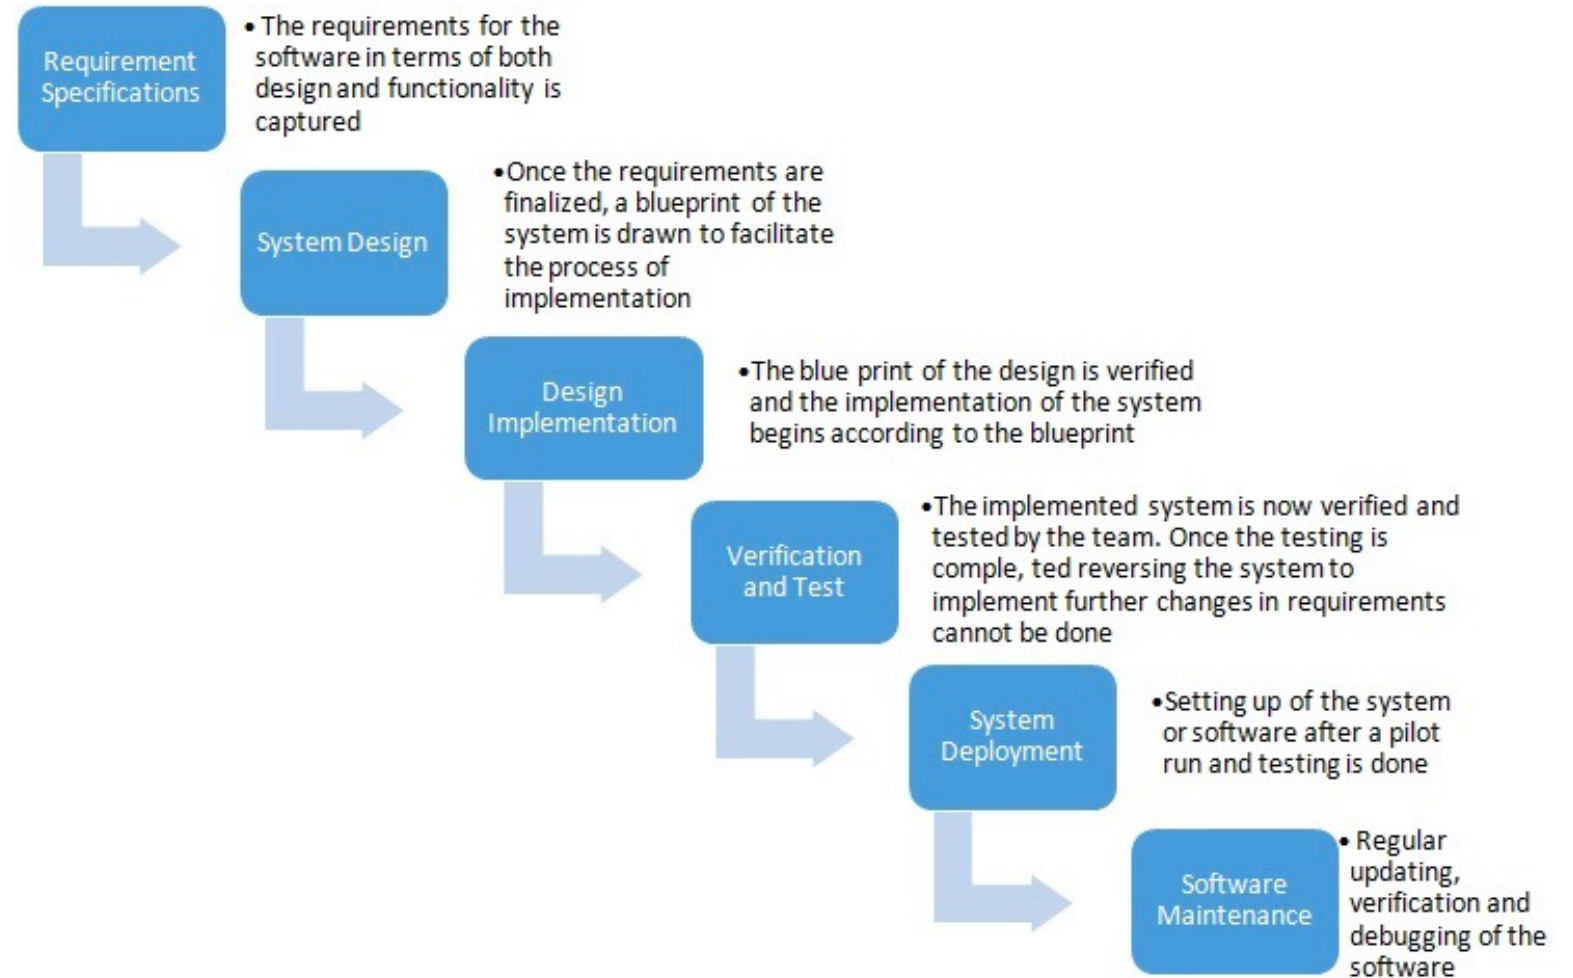 Requirement
Specifications
• The requirements for the
software in terms of both
design and functionality is
captured
System Design
•Once the requirements are
finalized, a blueprint of the
system is drawn to facilitate
the process of
implementation
Design
Implementation
•The blue print of the design is verified
and the implementation of the system
begins according to the blueprint
Verification
and Test
•The implemented system is now verified and
tested by the team. Once the testing is
comple, ted reversing the system to
implement further changes in requirements
cannot be done
System
Deployment
•Setting up of the system
or software after a pilot
run and testing is done
Software
Maintenance
• Regular
updating,
verification and
debugging of the
software